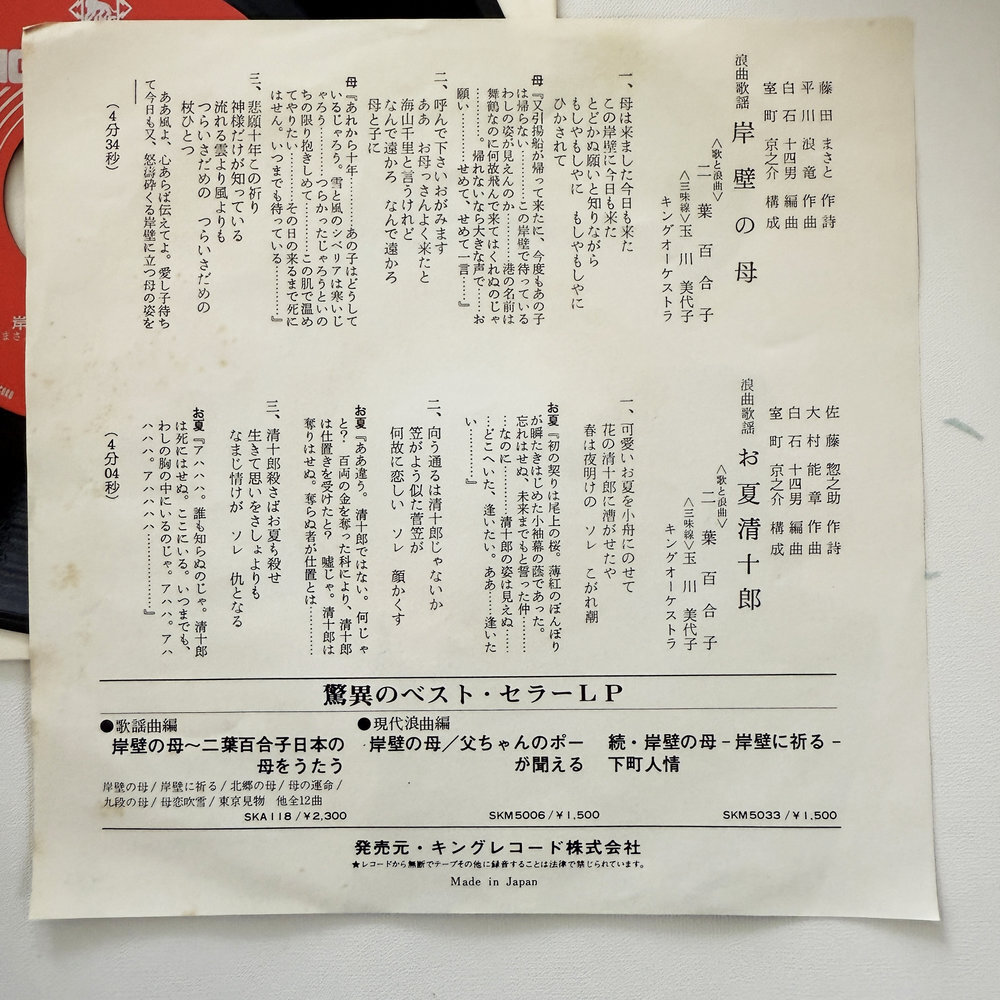 藤田まさと 作詩
平川浪竜 作曲
白石十四男 編曲
室町京之介 構成
浪曲歌謡 岸壁の母
〈歌と浪曲〉二葉百合子
〈三味線〉玉川美代子
キングオーケストラ
一、母は来ました今日も来た
この岸壁に今日も来た
とどかぬ願いと知りながら
もしやもしやに もしやもしやに
ひかされて
母『又引揚船が帰って来たに、今度もあの子
は帰らない………この岸壁で待っている
わしの姿が見えんのか………港の名前は
舞鶴なのに何故飛んで来てはくれぬのじゃ
…………。帰れないなら大きな声で……お
願い………せめて、せめて一言………』
二、呼んで下さいおがみます
ああ お母っさんよく来たと
海山千里と言うけれど
なんで遠かろ なんで遠かろ
母と子に
母『あれから十年………あの子はどうして
いるじゃろう。雪と風のシベリアは寒いじ
ゃろう………つらかったじゃろうといの
ちの限り抱きしめて………この肌で温め
てやりたい………その日の来るまで死に
はせん。いつまでも待っている………』
三、悲願十年この祈り
神様だけが知っている
流れる雲より風よりも
つらいさだめの つらいさだめの
杖ひとつ
ああ風よ、心あらば伝えてよ。愛し子待ち
て今日も又、怒濤砕くる岸壁に立つ母の姿を
(4分34秒)
佐藤惣之助 作詩
大村能章 作曲
白石十四男 編曲
室町京之介 構成
浪曲歌謡 お夏清十郎
〈歌と浪曲〉二葉百合子
〈三味線〉玉川美代子
キングオーケストラ
一、可愛いお夏を小舟にのせて
花の清十郎に漕がせたや
春は夜明けの ソレ こがれ潮
お夏『初の契りは尾上の桜。薄紅のぼんぼり
が瞬たきはじめた小袖幕の蔭であった。
忘れはせぬ、未来までもと誓った仲……
…なのに………清十郎の姿は見えぬ……
…どこへいた、逢いたい。ああ……逢いた
い………』
二、向う通るは清十郎じゃないか
笠がよう似た菅笠が
何故に恋しい ソレ 顔かくす
お夏『ああ違う。清十郎ではない。何じゃ
と? 百両の金を奪った科により、清十郎
は仕置きを受けたと? 嘘じゃ。清十郎は
奪りはせぬ。奪らぬ者が仕置とは…………
三、清十郎殺さばお夏も殺せ
生きて思いをさしょよりも
なまじ情けが ソレ 仇となる
お夏『アハハハ。誰も知らぬのじゃ。清十郎
は死にはせぬ。ここにいる。いつまでも、
わしの胸の中にいるのじゃ。アハハ。アハ
ハハハ。アハハハハハ…………』
(4分04秒)
驚異のベスト・セラーLP
●歌謡曲編
岸壁の母〜二葉百合子日本の
母をうたう
岸壁の母/岸壁に祈る/北郷の母/母の運命/
九段の母/母恋吹雪/東京見物 他全12曲
SKA118/¥2,300
●現代浪曲編
岸壁の母/父ちゃんのポー
が聞える
SKM5006/¥1,500
続・岸壁の母-岸壁に祈る-
下町人情
SKM5033/¥1,500
発売元・キングレコード株式会社
★レコードから無断でテープその他に録音することは法律で禁じられています。
Made in Japan